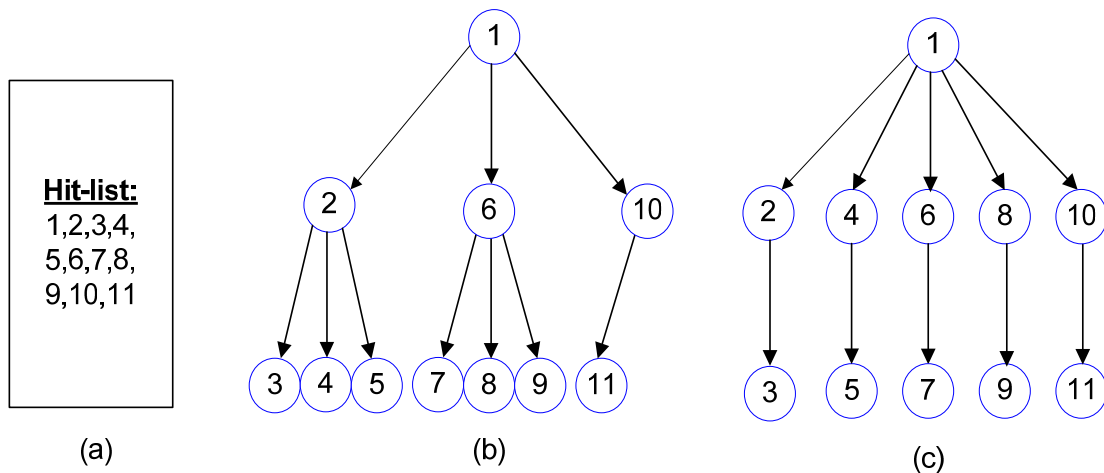 Hit-list:
1,2,3,4,
5,6,7,8,
9,10,11
(a)
1
2 6 10
3 4 5 7 8 9 11
(b)
1
2 4 6 8 10
3 5 7 9 11
(c)